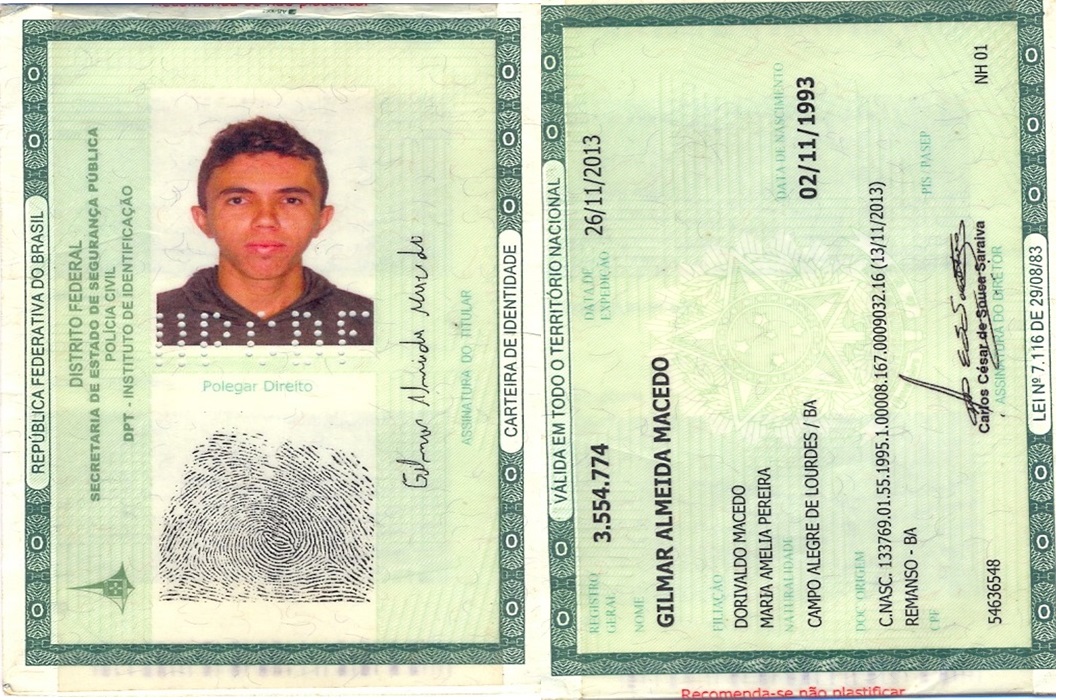 REPÚBLICA FEDERATIVA DO BRASIL
DISTRITO FEDERAL
SECRETARIA DE ESTADO DE SEGURANÇA PÚBLICA
POLÍCIA CIVIL
DPT - INSTITUTO DE IDENTIFICAÇÃO
Polegar Direito
Gilmar Almeida Macedo
ASSINATURA DO TITULAR
CARTEIRA DE IDENTIDADE
VÁLIDA EM TODO O TERRITÓRIO NACIONAL
REGISTRO GERAL 3.554.774 DATA DE EXPEDIÇÃO 26/11/2013
NOME
GILMAR ALMEIDA MACEDO
FILIAÇÃO
DORIVALDO MACEDO
MARIA AMELIA PEREIRA
NATURALIDADE DATA DE NASCIMENTO
CAMPO ALEGRE DE LOURDES / BA 02/11/1993
DOC ORIGEM
C.NASC. 133769.01.55.1995.1.00008.167.0009032.16 (13/11/2013)
REMANSO - BA
CPF PIS / PASEP
Carlos César de Sousa Saraiva
54636548 ASSINATURA DO DIRETOR NH 01
LEI Nº 7.116 DE 29/08/83
Recomenda-se não plastificar